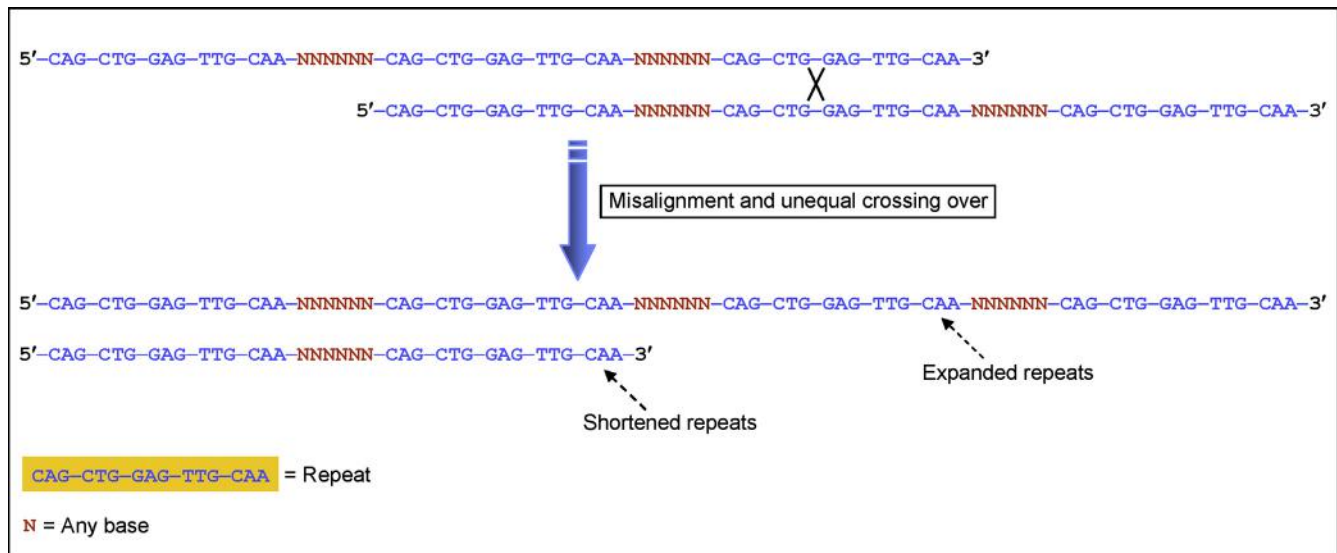 5′–CAG–CTG–GAG–TTG–CAA–NNNNNN–CAG–CTG–GAG–TTG–CAA–NNNNNN–CAG–CTG–GAG–TTG–CAA–3′
5′–CAG–CTG–GAG–TTG–CAA–NNNNNN–CAG–CTG–GAG–TTG–CAA–NNNNNN–CAG–CTG–GAG–TTG–CAA–3′
Misalignment and unequal crossing over
5′–CAG–CTG–GAG–TTG–CAA–NNNNNN–CAG–CTG–GAG–TTG–CAA–NNNNNN–CAG–CTG–GAG–TTG–CAA–NNNNNN–CAG–CTG–GAG–TTG–CAA–3′
5′–CAG–CTG–GAG–TTG–CAA–NNNNNN–CAG–CTG–GAG–TTG–CAA–3′
Expanded repeats
Shortened repeats
CAG–CTG–GAG–TTG–CAA = Repeat
N = Any base